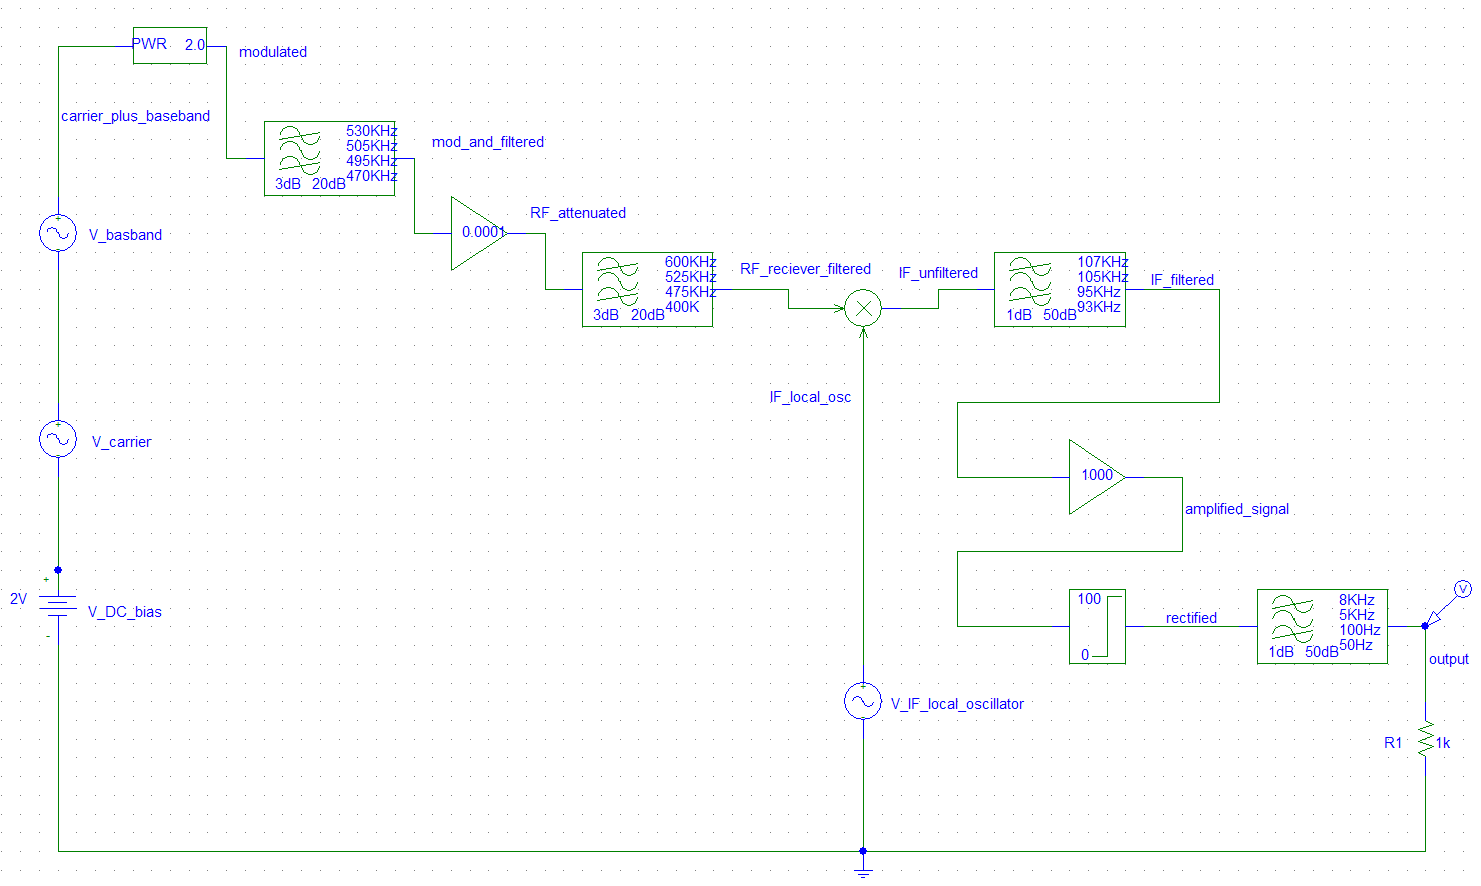 PWR 2.0
modulated
carrier_plus_baseband
530KHz
505KHz
495KHz
470KHz
3dB 20dB
mod_and_filtered
0.0001
RF_attenuated
V_basband
600KHz
525KHz
475KHz
400K
3dB 20dB
RF_reciever_filtered
IF_unfiltered
107KHz
105KHz
95KHz
93KHz
1dB 50dB
IF_filtered
IF_local_osc
V_carrier
1000
amplified_signal
+
2V
V_DC_bias
-
100
0
rectified
8KHz
5KHz
100Hz
50Hz
1dB 50dB
V
output
+
V_IF_local_oscillator
R1 1k
+
+